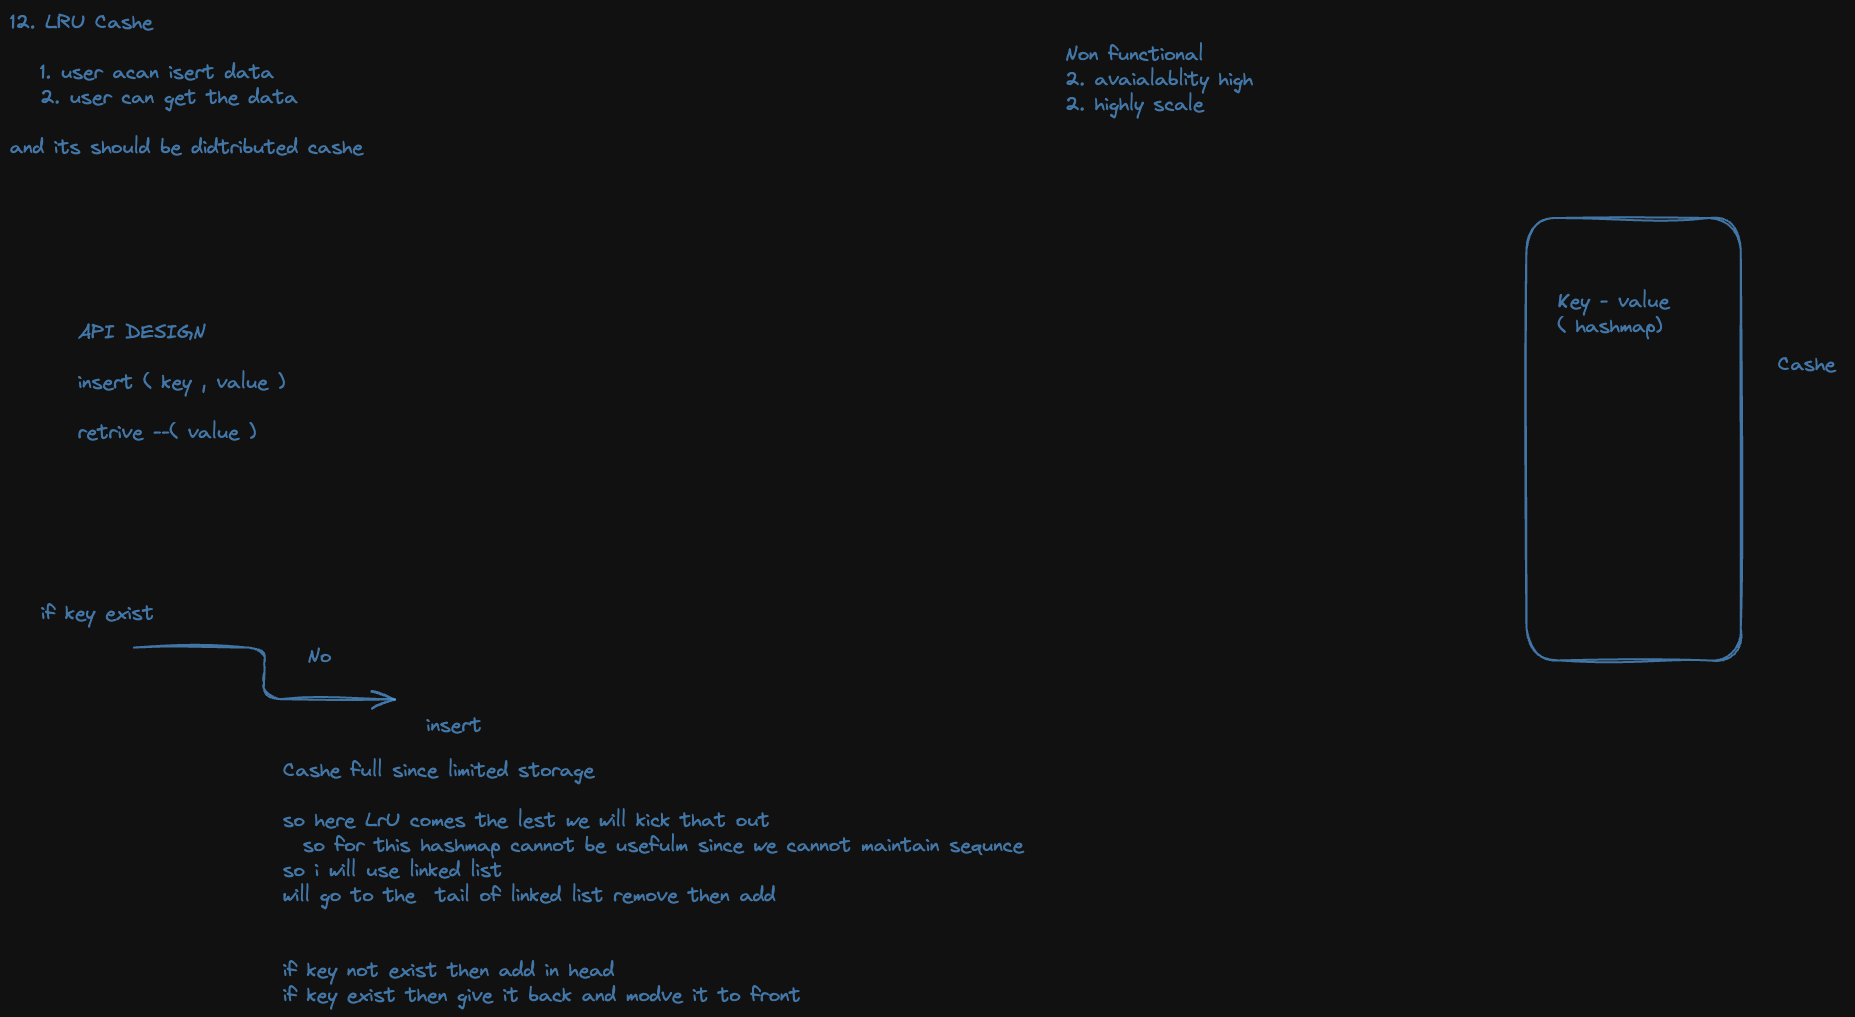 12. LRU Cashe
1. user acan isert data
2. user can get the data
and its should be didtributed cashe
Non functional
2. avaialablity high
2. highly scale
API DESIGN
insert ( key , value )
retrive --( value )
Key - value
( hashmap)
Cashe
if key exist
No
insert
Cashe full since limited storage
so here LrU comes the lest we will kick that out
so for this hashmap cannot be usefulm since we cannot maintain sequnce
so i will use linked list
will go to the tail of linked list remove then add
if key not exist then add in head
if key exist then give it back and modve it to front